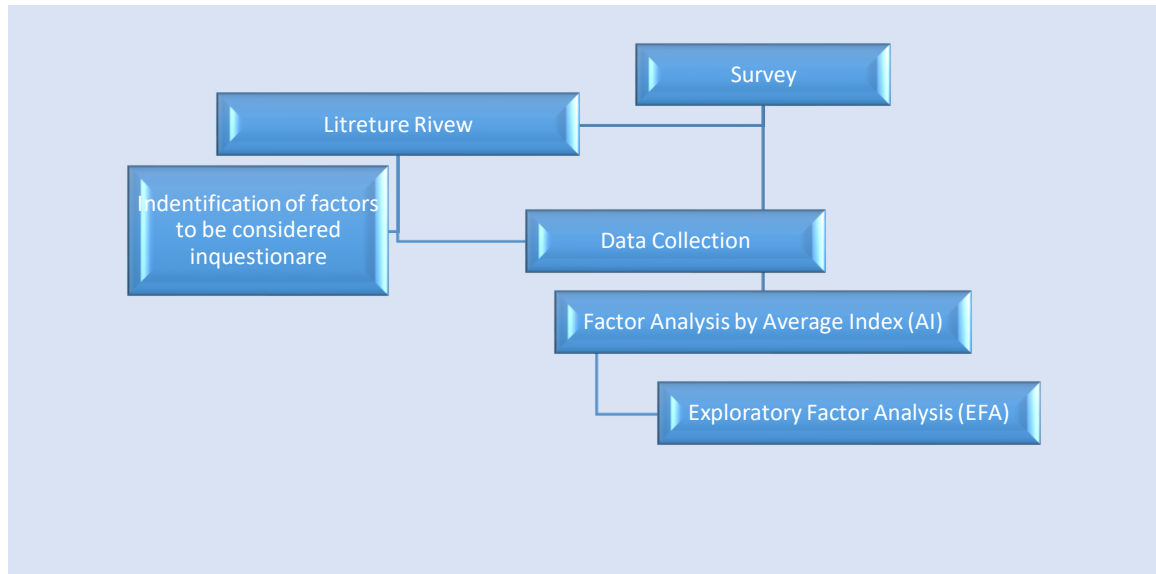 Survey
Litreture Rivew
Indentification of factors
to be considered
inquestionare
Data Collection
Factor Analysis by Average Index (AI)
Exploratory Factor Analysis (EFA)